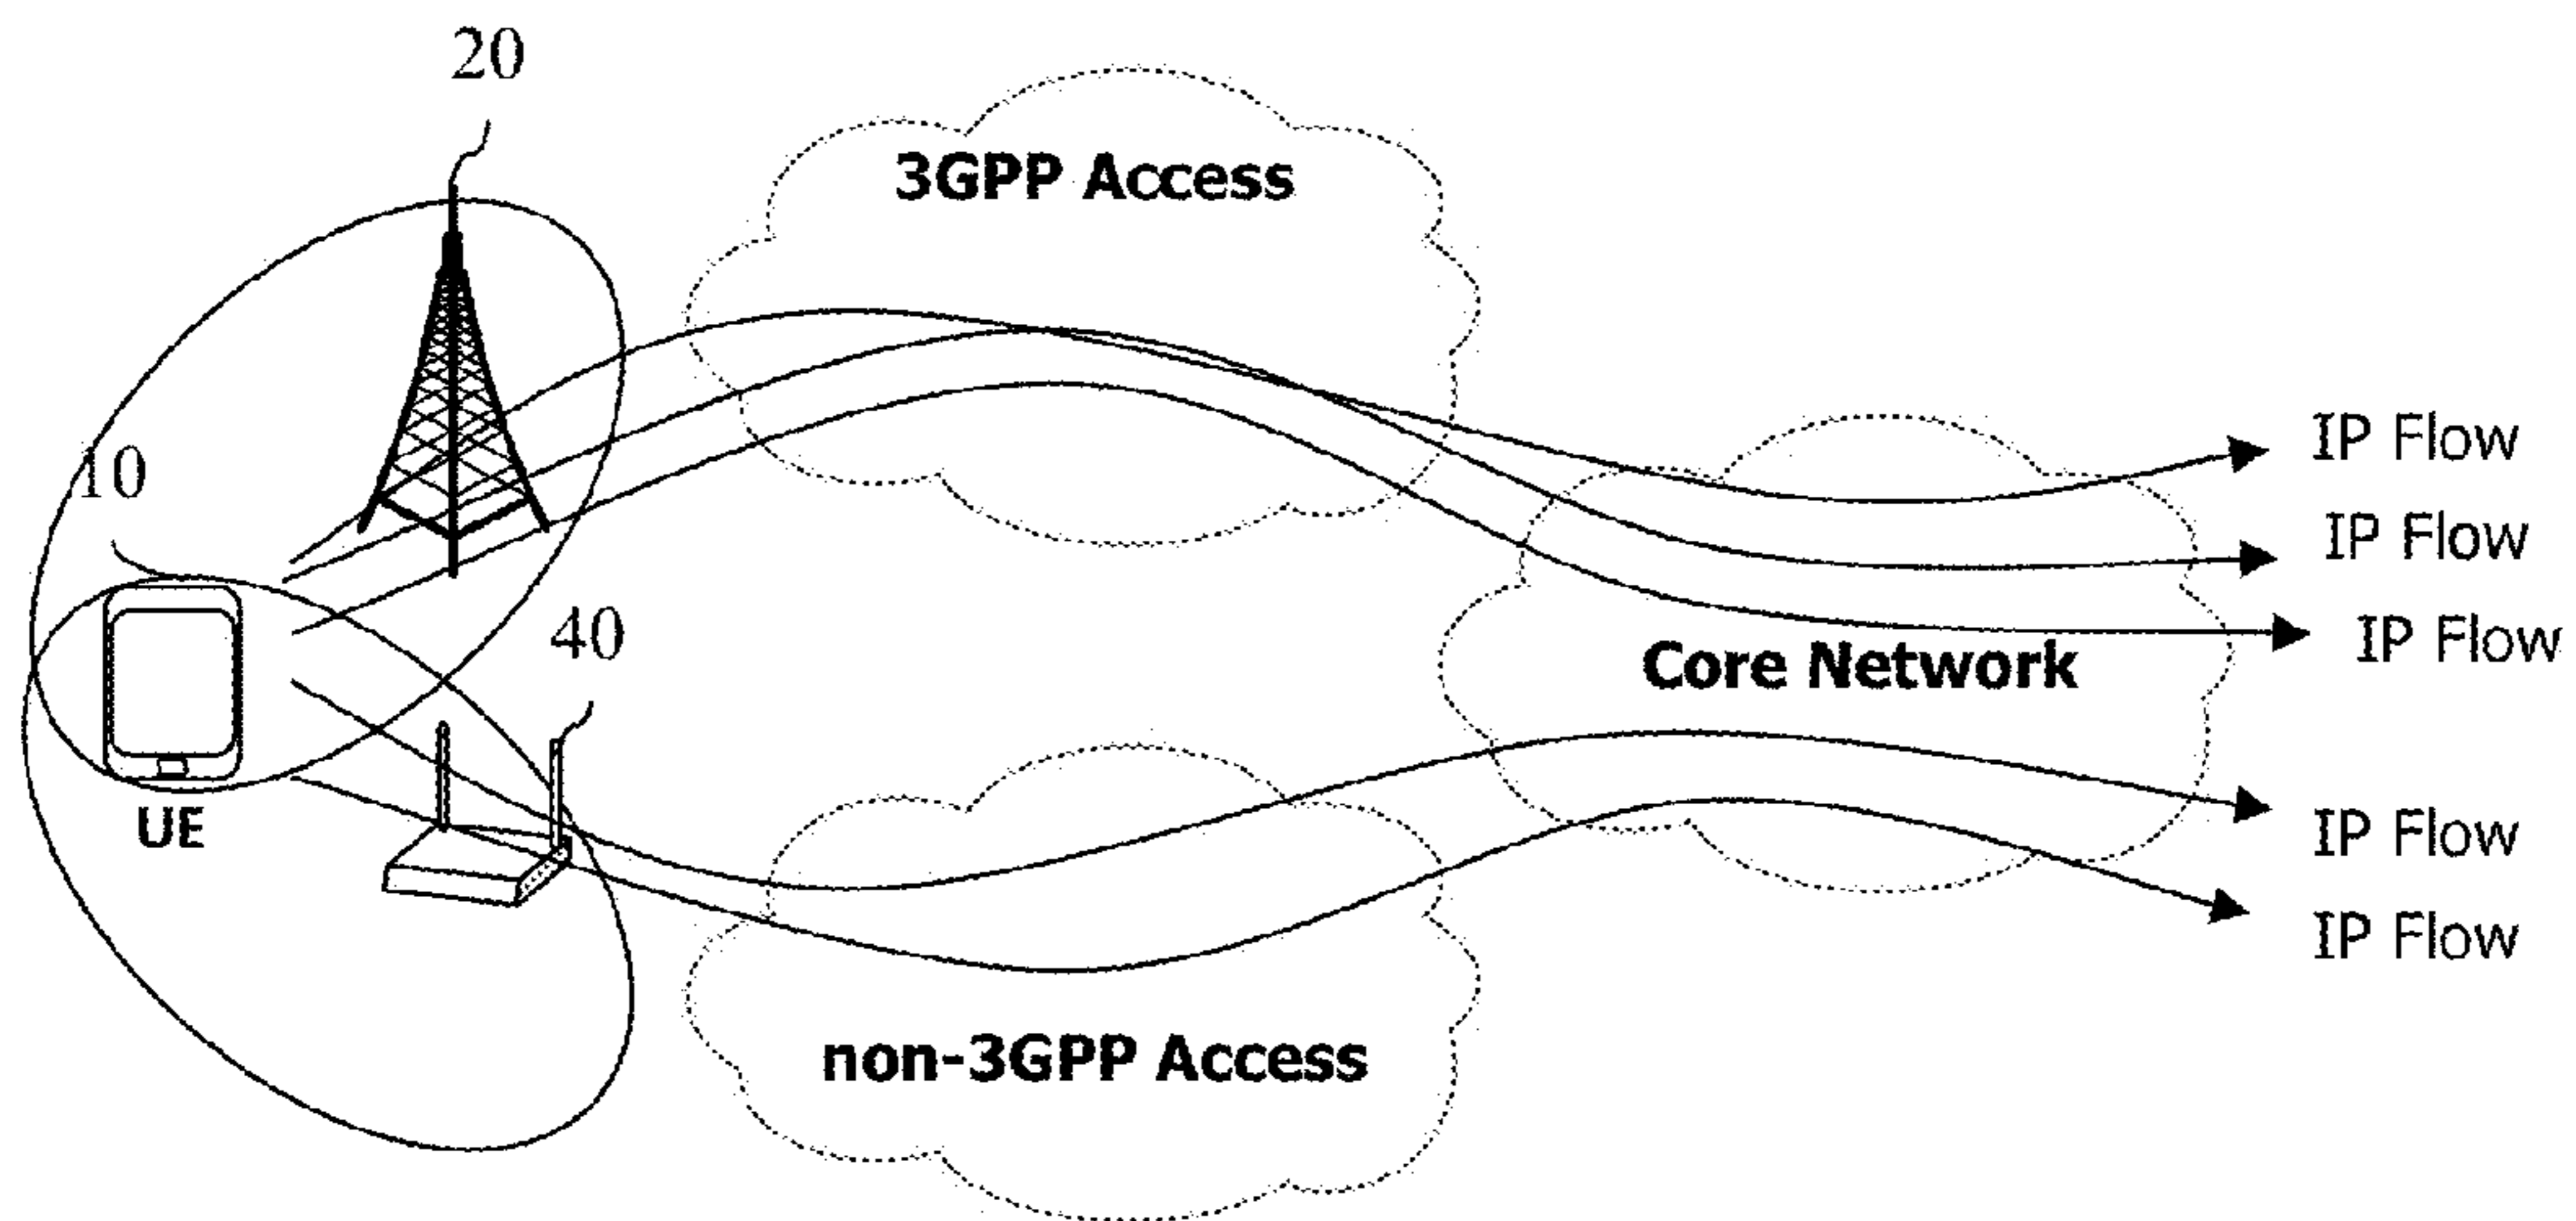 20
3GPP Access
10
IP Flow
IP Flow
40
IP Flow
Core Network
UE
IP Flow
IP Flow
non-3GPP Access